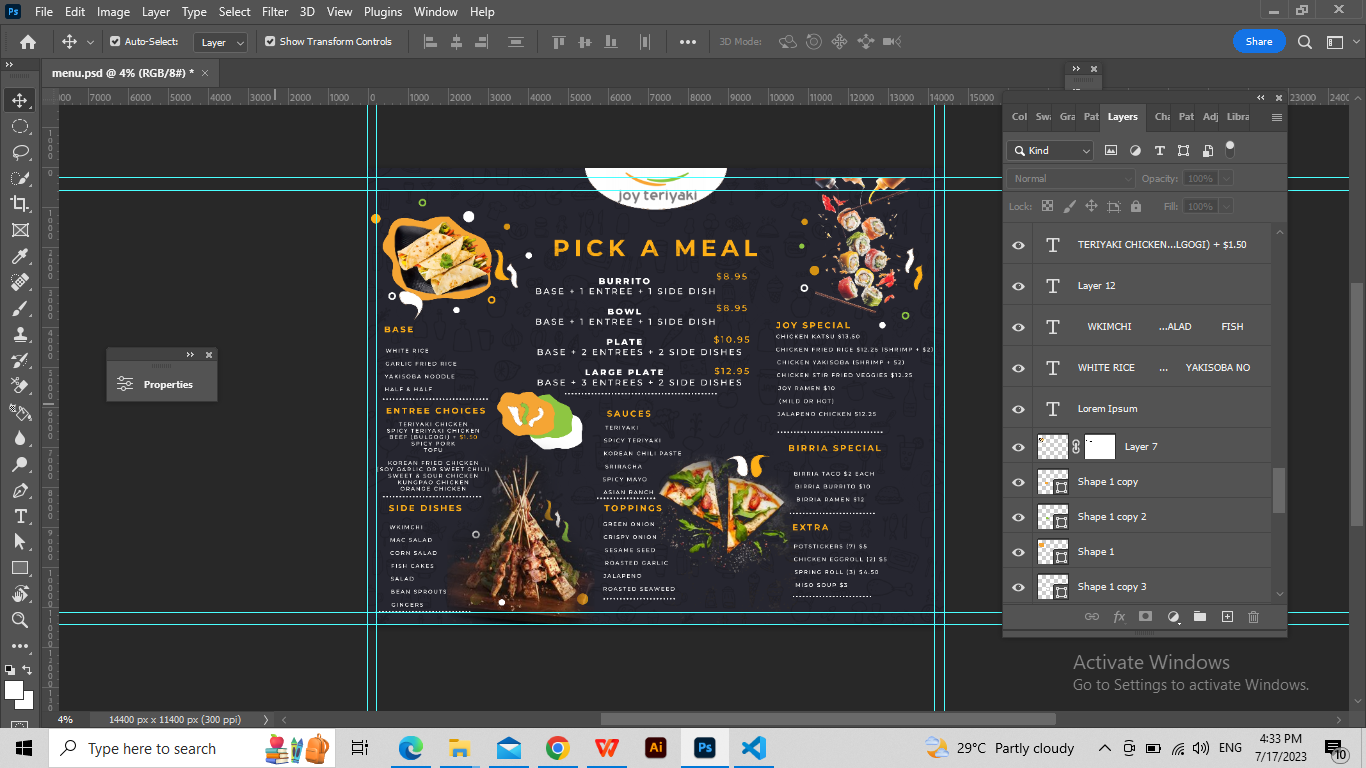 Ps File Edit Image Layer Type Select Filter 3D View Plugins Window Help
Auto-Select: Layer Show Transform Controls 3D Mode: Share
menu.psd @ 4% (RGB/8#) *
7000 6000 5000 4000 3000 2000 1000 0 1000 2000 3000 4000 5000 6000 7000 8000 9000 10000 11000 12000 13000 14000 15000 23000
joy teriyaki
PICK A MEAL
BURRITO $8.95
BASE + 1 ENTREE + 1 SIDE DISH
BOWL $8.95
BASE + 1 ENTREE + 1 SIDE DISH
PLATE $10.95
BASE + 2 ENTREES + 2 SIDE DISHES
LARGE PLATE $12.95
BASE + 3 ENTREES + 2 SIDE DISHES
BASE
WHITE RICE
GARLIC FRIED RICE
YAKISOBA NOODLE
HALF & HALF
ENTREE CHOICES
TERIYAKI CHICKEN
SPICY TERIYAKI CHICKEN
BEEF (BULGOGI) + $1.50
SPICY PORK
TOFU
KOREAN FRIED CHICKEN
(SOY GARLIC OR SWEET CHILI)
SWEET & SOUR CHICKEN
KUNGPAO CHICKEN
ORANGE CHICKEN
SIDE DISHES
WKIMCHI
MAC SALAD
CORN SALAD
FISH CAKES
SALAD
BEAN SPROUTS
GINGERS
SAUCES
TERIYAKI
SPICY TERIYAKI
KOREAN CHILI PASTE
SRIRACHA
SPICY MAYO
ASIAN RANCH
TOPPINGS
GREEN ONION
CRISPY ONION
SESAME SEED
ROASTED GARLIC
JALAPENO
ROASTED SEAWEED
JOY SPECIAL
CHICKEN KATSU $13.50
CHICKEN FRIED RICE $12.25 (SHRIMP + $2)
CHICKEN YAKISOBA (SHRIMP + $2)
CHICKEN STIR FRIED VEGGIES $12.25
JOY RAMEN $10
(MILD OR HOT)
JALAPENO CHICKEN $12.25
BIRRIA SPECIAL
BIRRIA TACO $2 EACH
BIRRIA BURRITO $10
BIRRIA RAMEN $12
EXTRA
POTSTICKERS (7) $5
CHICKEN EGGROLL (2) $5
SPRING ROLL (3) $4.50
MISO SOUP $3
Properties
Col Sw Gra Pat Layers Cha Pat Adj Libra
Kind
Normal Opacity: 100%
Lock: Fill: 100%
TERIYAKI CHICKEN...LGOGI) + $1.50
Layer 12
WKIMCHI ...ALAD FISH
WHITE RICE ... YAKISOBA NO
Lorem Ipsum
Layer 7
Shape 1 copy
Shape 1 copy 2
Shape 1
Shape 1 copy 3
fx
Activate Windows
Go to Settings to activate Windows.
4% 14400 px x 11400 px (300 ppi)
Type here to search
Ai Ps
29°C Partly cloudy
ENG
4:33 PM
7/17/2023
10